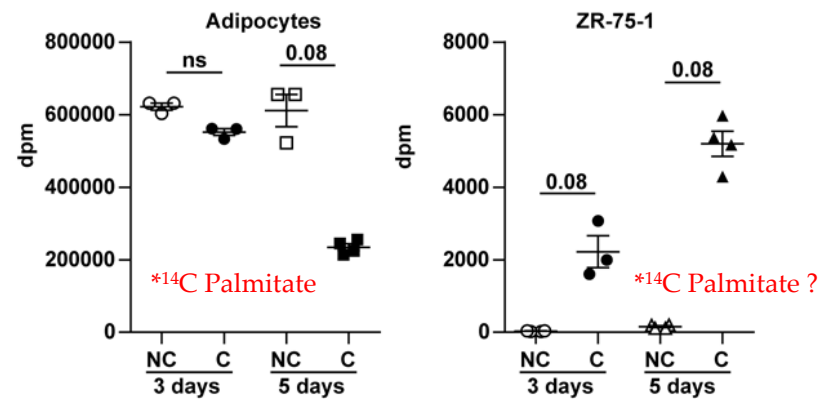 Adipocytes
800000
600000
400000
200000
0
dpm
ns
0.08
*14C Palmitate
NC C NC C
3 days 5 days
ZR-75-1
8000
6000
4000
2000
0
dpm
0.08
0.08
*14C Palmitate ?
NC C NC C
3 days 5 days